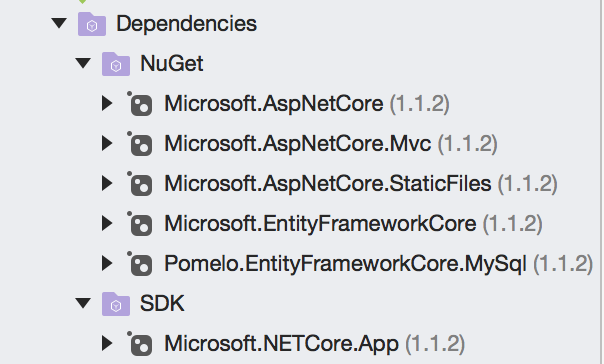 Dependencies
NuGet
Microsoft.AspNetCore (1.1.2)
Microsoft.AspNetCore.Mvc (1.1.2)
Microsoft.AspNetCore.StaticFiles (1.1.2)
Microsoft.EntityFrameworkCore (1.1.2)
Pomelo.EntityFrameworkCore.MySql (1.1.2)
SDK
Microsoft.NETCore.App (1.1.2)